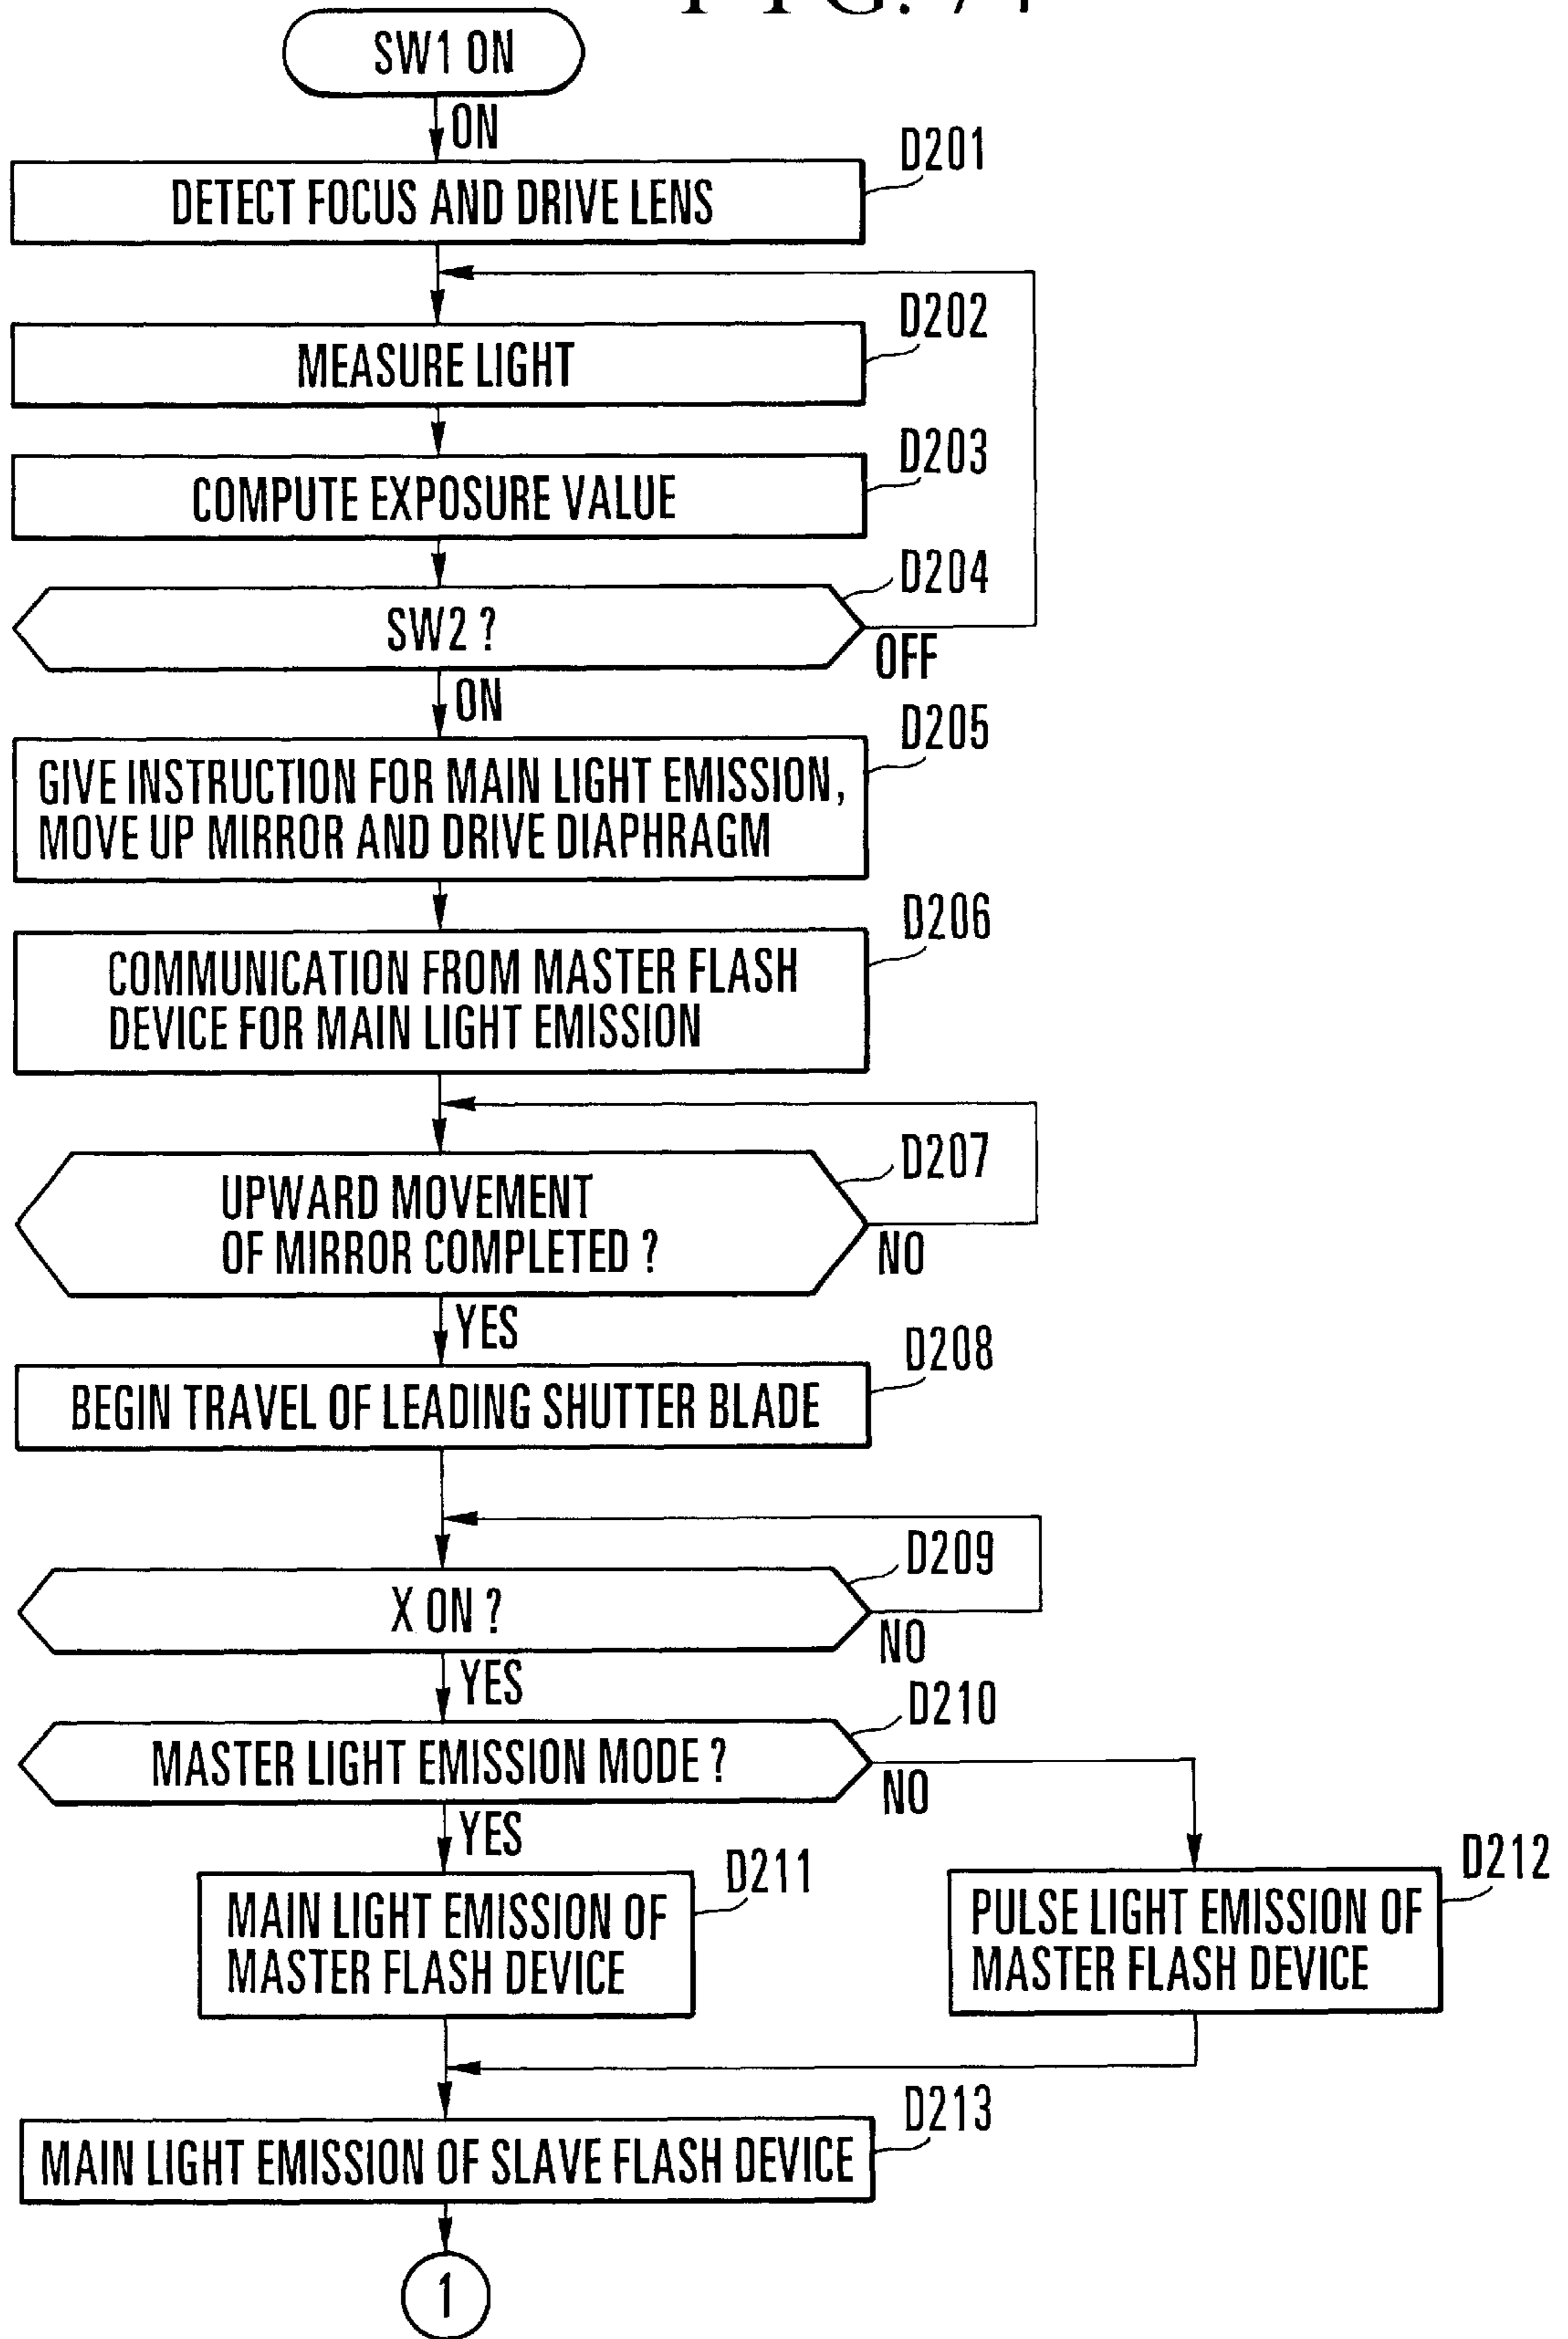 SW1 ON
ON
D201
DETECT FOCUS AND DRIVE LENS
D202
MEASURE LIGHT
D203
COMPUTE EXPOSURE VALUE
D204
SW2 ?
OFF
ON
D205
GIVE INSTRUCTION FOR MAIN LIGHT EMISSION,
MOVE UP MIRROR AND DRIVE DIAPHRAGM
D206
COMMUNICATION FROM MASTER FLASH
DEVICE FOR MAIN LIGHT EMISSION
D207
UPWARD MOVEMENT
OF MIRROR COMPLETED ?
NO
YES
D208
BEGIN TRAVEL OF LEADING SHUTTER BLADE
D209
X ON ?
NO
YES
D210
MASTER LIGHT EMISSION MODE ?
NO
YES
D211
MAIN LIGHT EMISSION OF
MASTER FLASH DEVICE
D212
PULSE LIGHT EMISSION OF
MASTER FLASH DEVICE
D213
MAIN LIGHT EMISSION OF SLAVE FLASH DEVICE
1